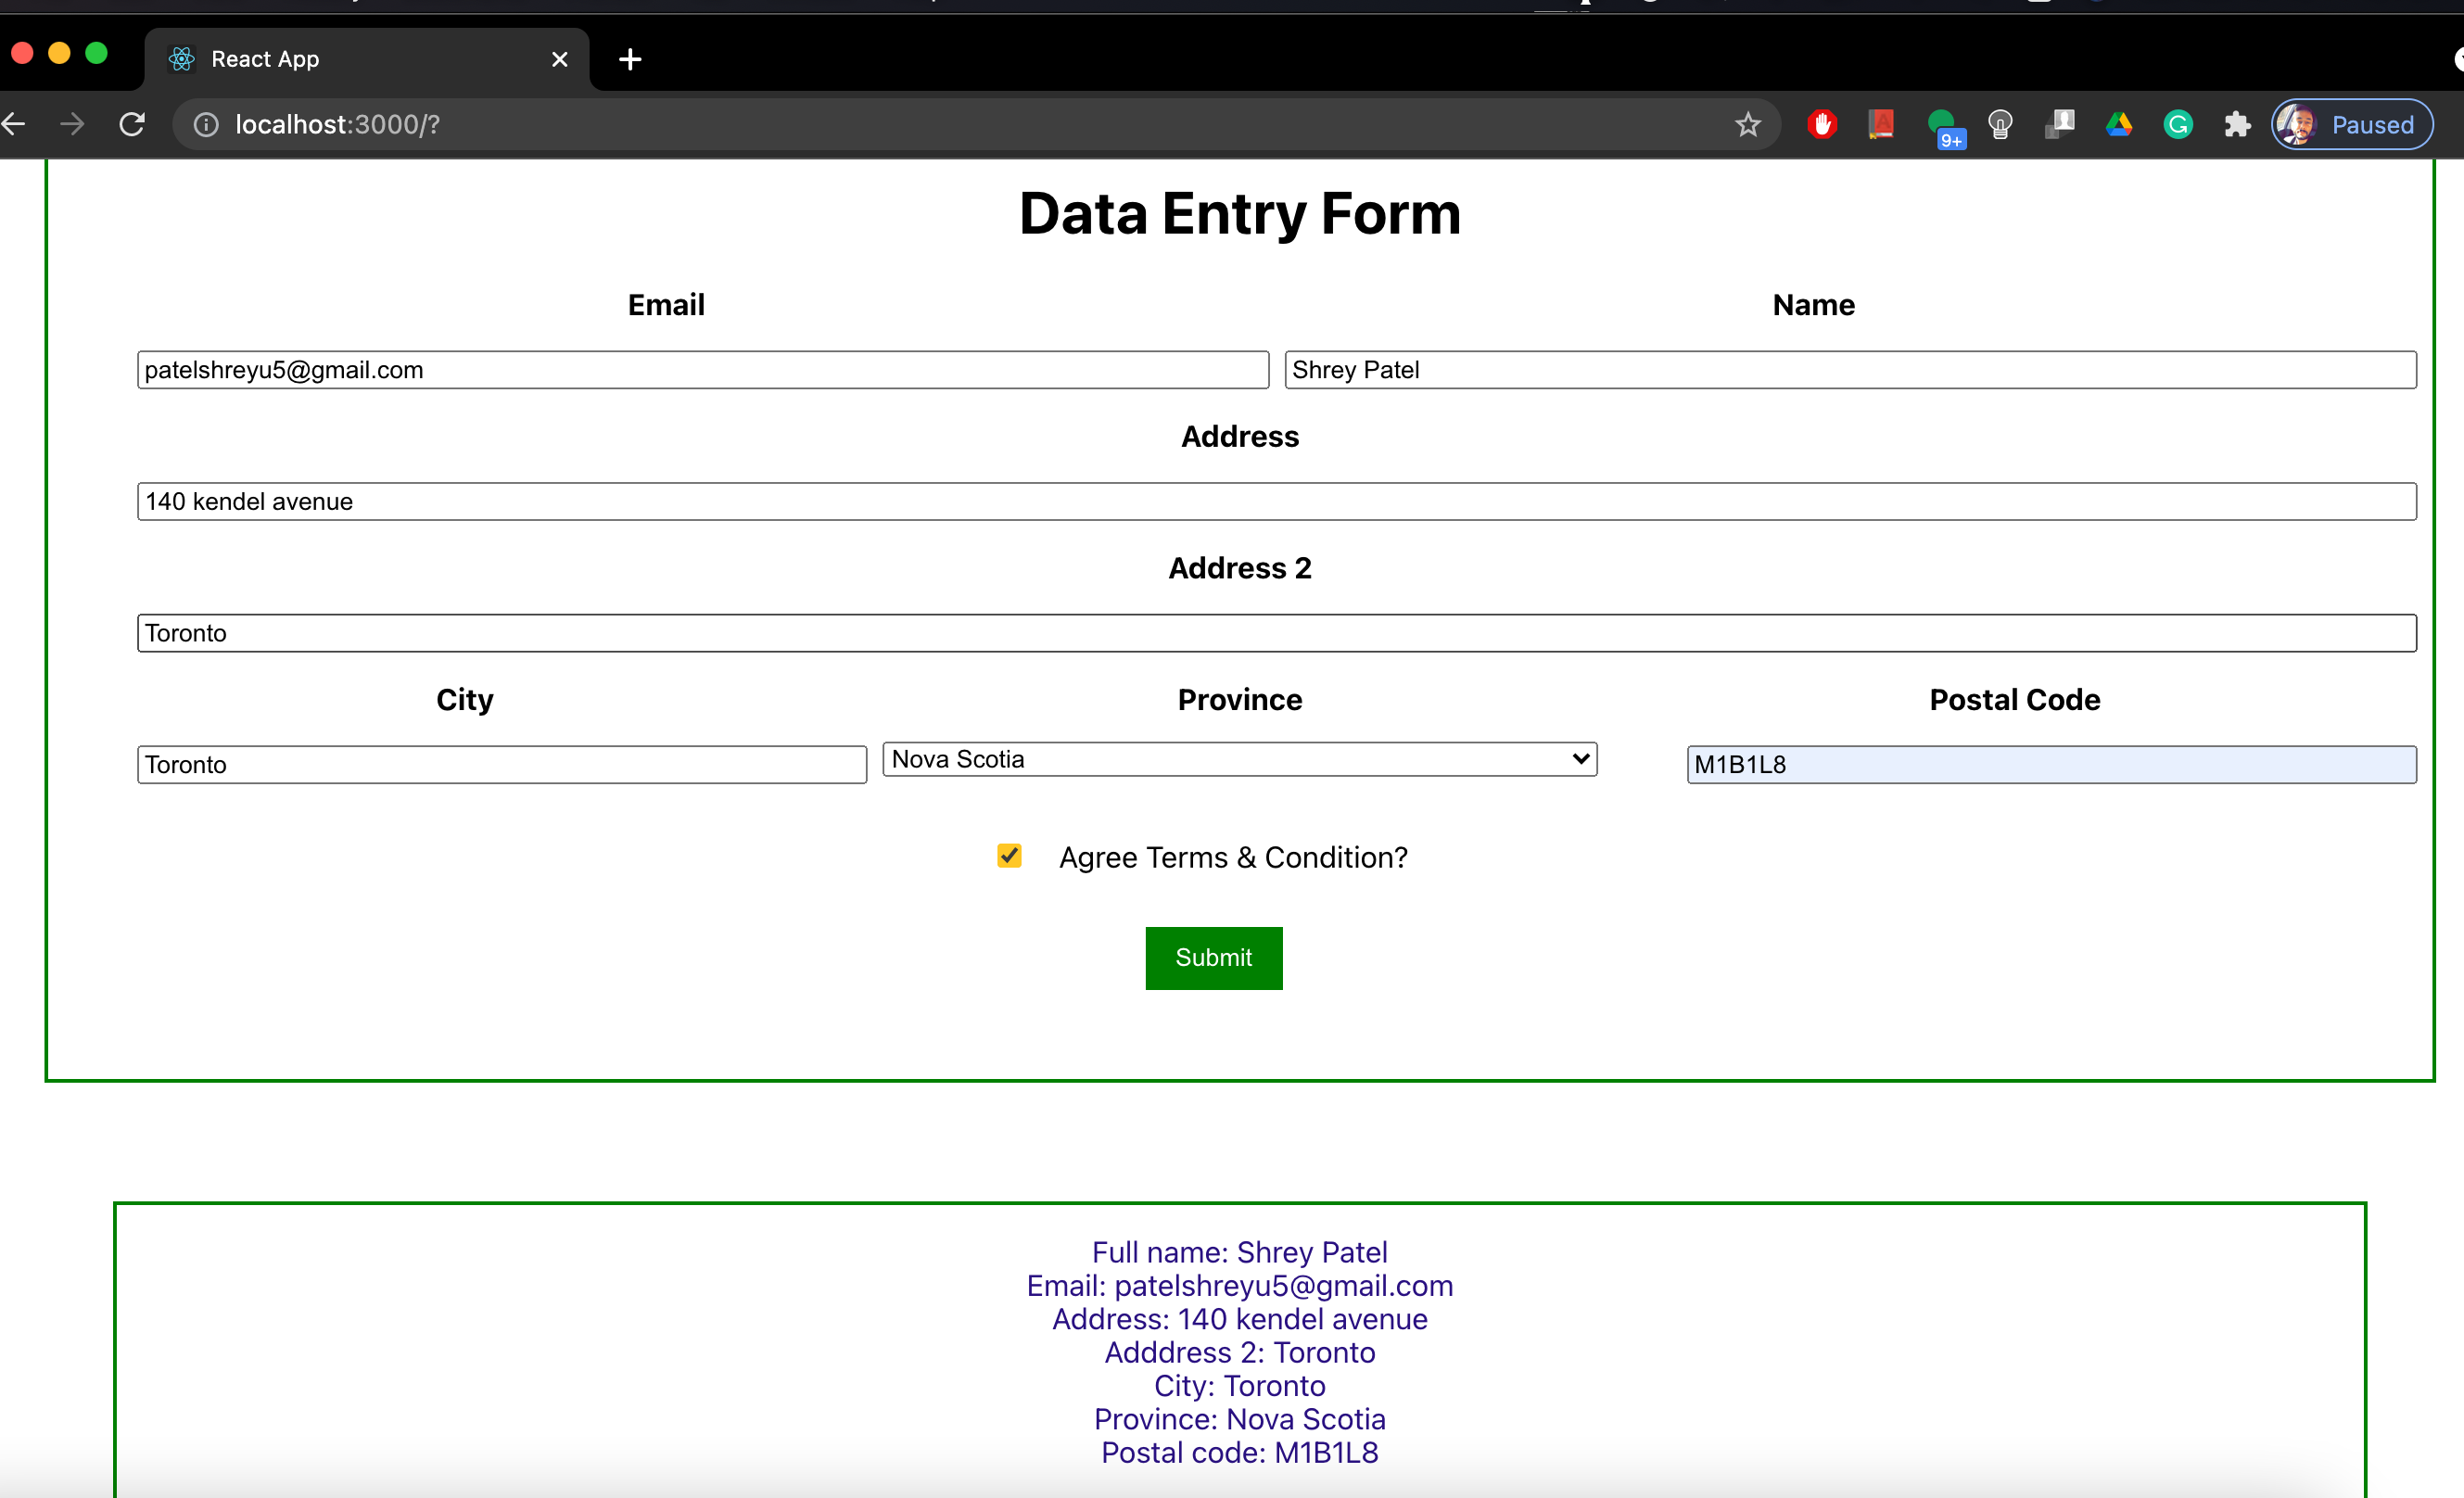 React App
localhost:3000/?
9+
Paused
Data Entry Form
Email Name
patelshreyu5@gmail.com Shrey Patel
Address
140 kendel avenue
Address 2
Toronto
City Province Postal Code
Toronto Nova Scotia M1B1L8
Agree Terms & Condition?
Submit
Full name: Shrey Patel
Email: patelshreyu5@gmail.com
Address: 140 kendel avenue
Adddress 2: Toronto
City: Toronto
Province: Nova Scotia
Postal code: M1B1L8